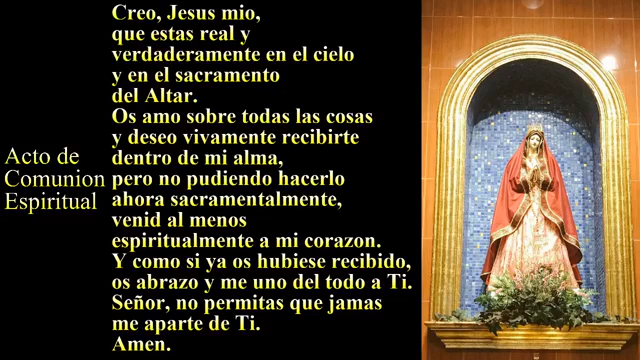 Acto de
Comunion
Espiritual
Creo, Jesus mio,
que estas real y
verdaderamente en el cielo
y en el sacramento
del Altar.
Os amo sobre todas las cosas
y deseo vivamente recibirte
dentro de mi alma,
pero no pudiendo hacerlo
ahora sacramentalmente,
venid al menos
espiritualmente a mi corazon.
Y como si ya os hubiese recibido,
os abrazo y me uno del todo a Ti.
Señor, no permitas que jamas
me aparte de Ti.
Amen.